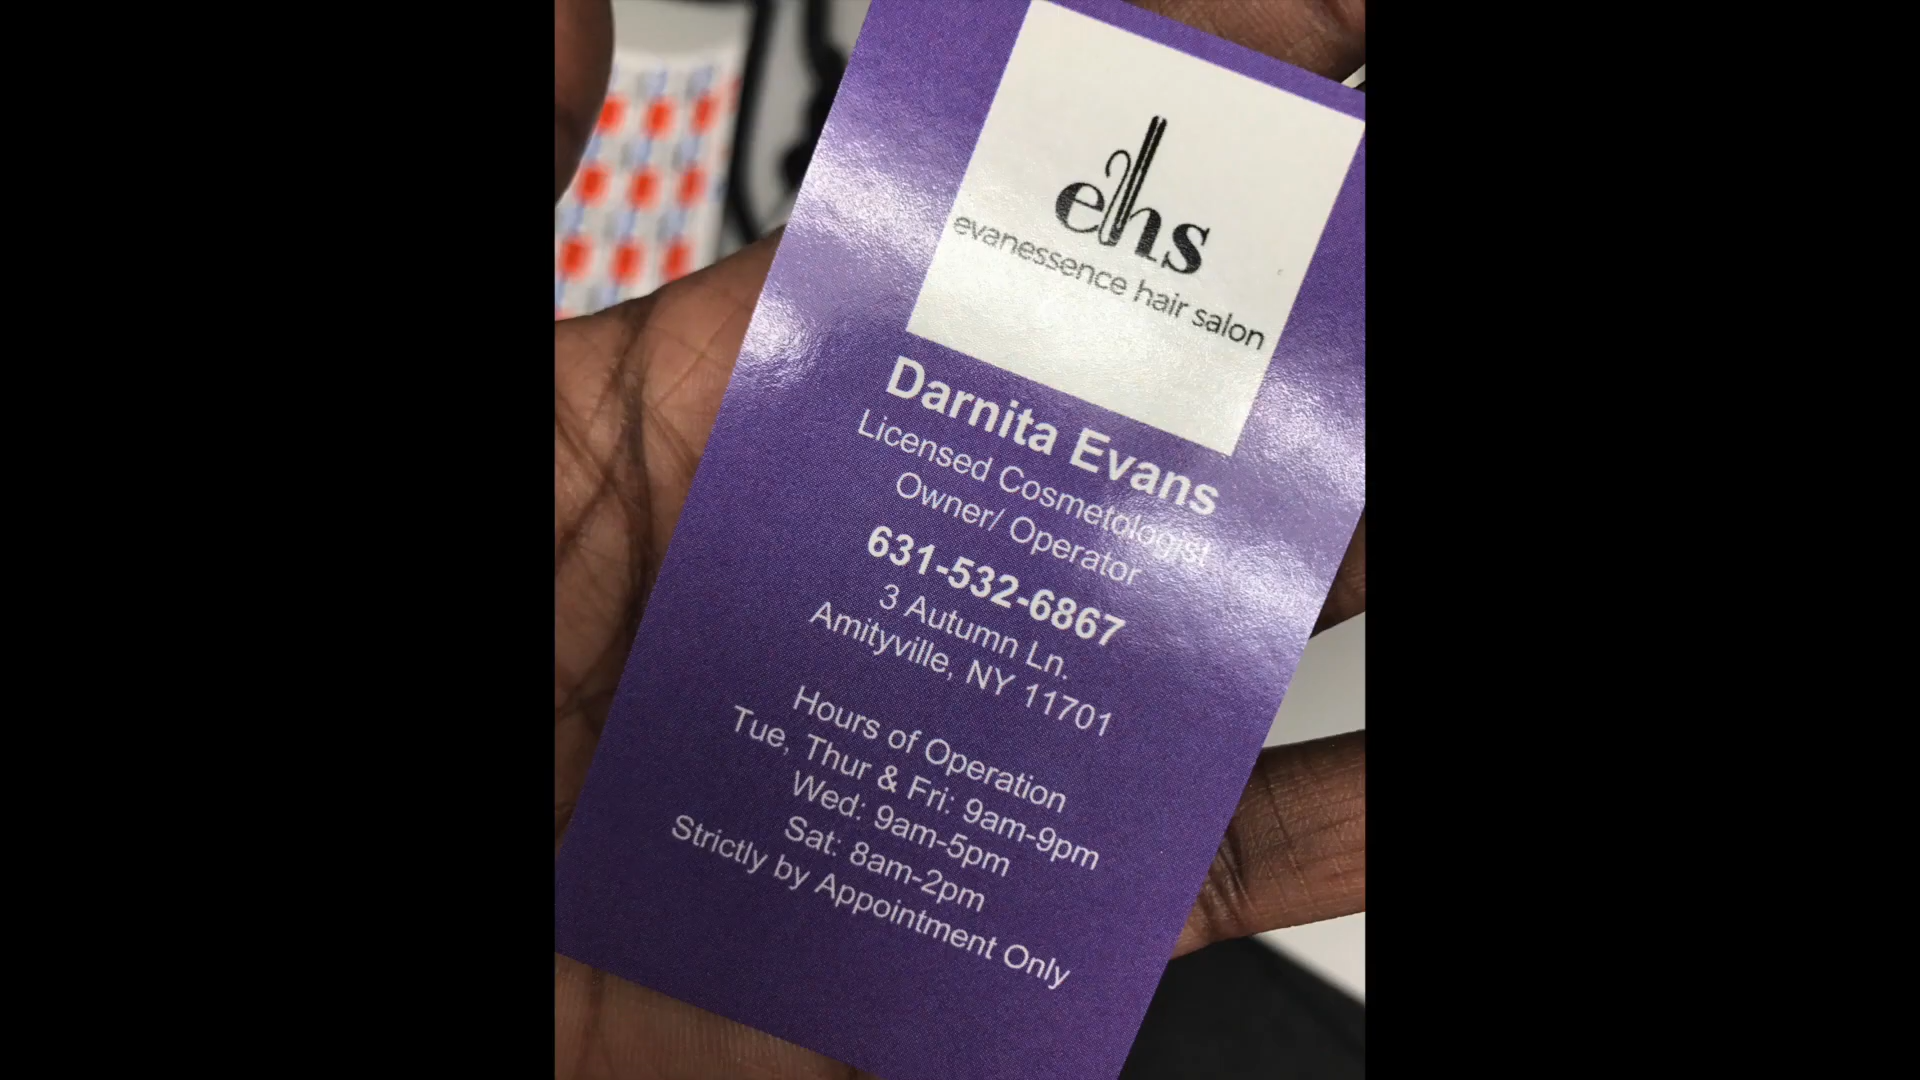 ehs
evanessence hair salon
Darnita Evans
Licensed Cosmetologist
Owner/ Operator
631-532-6867
3 Autumn Ln.
Amityville, NY 11701
Hours of Operation
Tue, Thur & Fri: 9am-9pm
Wed: 9am-5pm
Sat: 8am-2pm
Strictly by Appointment Only